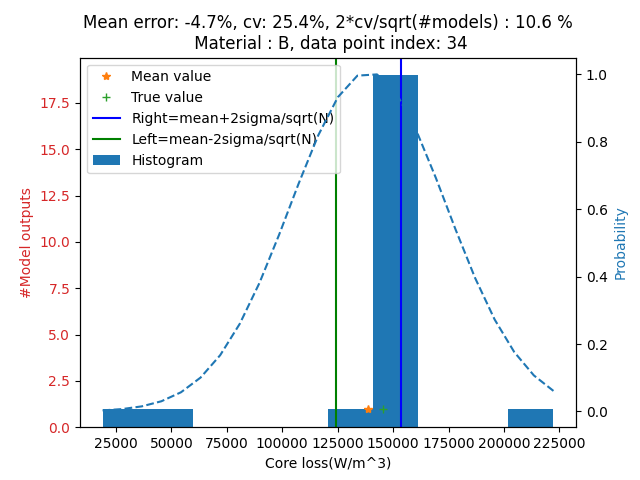 Mean error: -4.7%, cv: 25.4%, 2*cv/sqrt(#models) : 10.6 %
Material : B, data point index: 34
Mean value
True value
Right=mean+2sigma/sqrt(N)
Left=mean-2sigma/sqrt(N)
Histogram
#Model outputs
17.5
15.0
12.5
10.0
7.5
5.0
2.5
0.0
1.0
0.8
0.6
0.4
0.2
0.0
Probability
25000 50000 75000 100000 125000 150000 175000 200000 225000
Core loss(W/m^3)